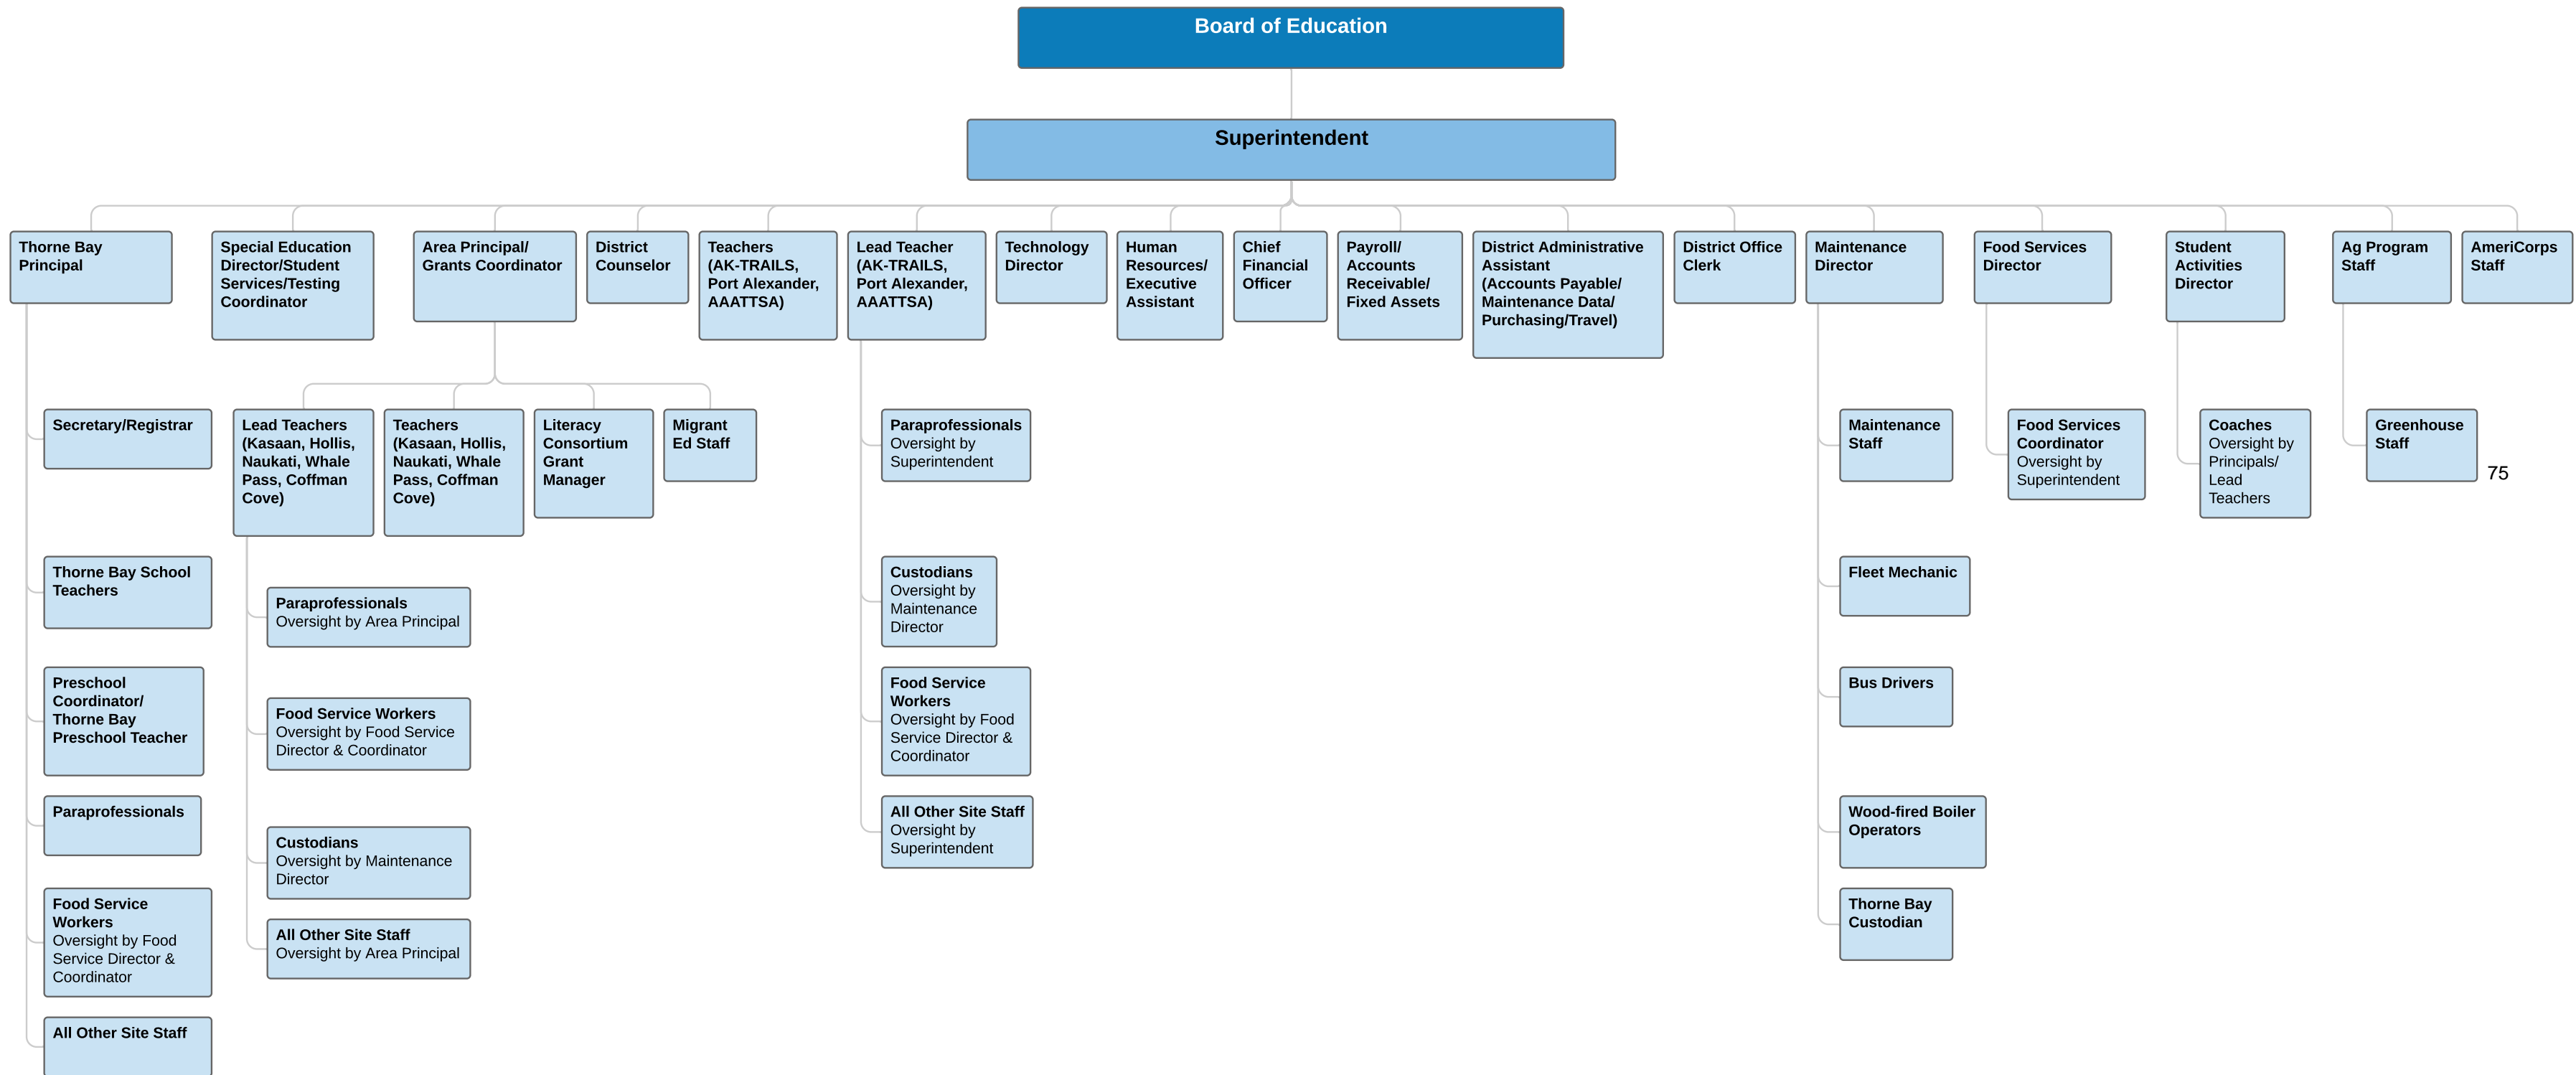 Board of Education
Superintendent
Thorne Bay
Principal
Special Education
Director/Student
Services/Testing
Coordinator
Area Principal/
Grants Coordinator
District
Counselor
Teachers
(AK-TRAILS,
Port Alexander,
AAATTSA)
Lead Teacher
(AK-TRAILS,
Port Alexander,
AAATTSA)
Technology
Director
Human
Resources/
Executive
Assistant
Chief
Financial
Officer
Payroll/
Accounts
Receivable/
Fixed Assets
District Administrative
Assistant
(Accounts Payable/
Maintenance Data/
Purchasing/Travel)
District Office
Clerk
Maintenance
Director
Food Services
Director
Student
Activities
Director
Ag Program
Staff
AmeriCorps
Staff
Secretary/Registrar
Thorne Bay School
Teachers
Preschool
Coordinator/
Thorne Bay
Preschool Teacher
Paraprofessionals
Food Service
Workers
Oversight by Food
Service Director &
Coordinator
All Other Site Staff
Lead Teachers
(Kasaan, Hollis,
Naukati, Whale
Pass, Coffman
Cove)
Teachers
(Kasaan, Hollis,
Naukati, Whale
Pass, Coffman
Cove)
Literacy
Consortium
Grant
Manager
Migrant
Ed Staff
Paraprofessionals
Oversight by Area Principal
Food Service Workers
Oversight by Food Service
Director & Coordinator
Custodians
Oversight by Maintenance
Director
All Other Site Staff
Oversight by Area Principal
Paraprofessionals
Oversight by
Superintendent
Custodians
Oversight by
Maintenance
Director
Food Service
Workers
Oversight by Food
Service Director &
Coordinator
All Other Site Staff
Oversight by
Superintendent
Maintenance
Staff
Fleet Mechanic
Bus Drivers
Wood-fired Boiler
Operators
Thorne Bay
Custodian
Food Services
Coordinator
Oversight by
Superintendent
Coaches
Oversight by
Principals/
Lead
Teachers
Greenhouse
Staff
75